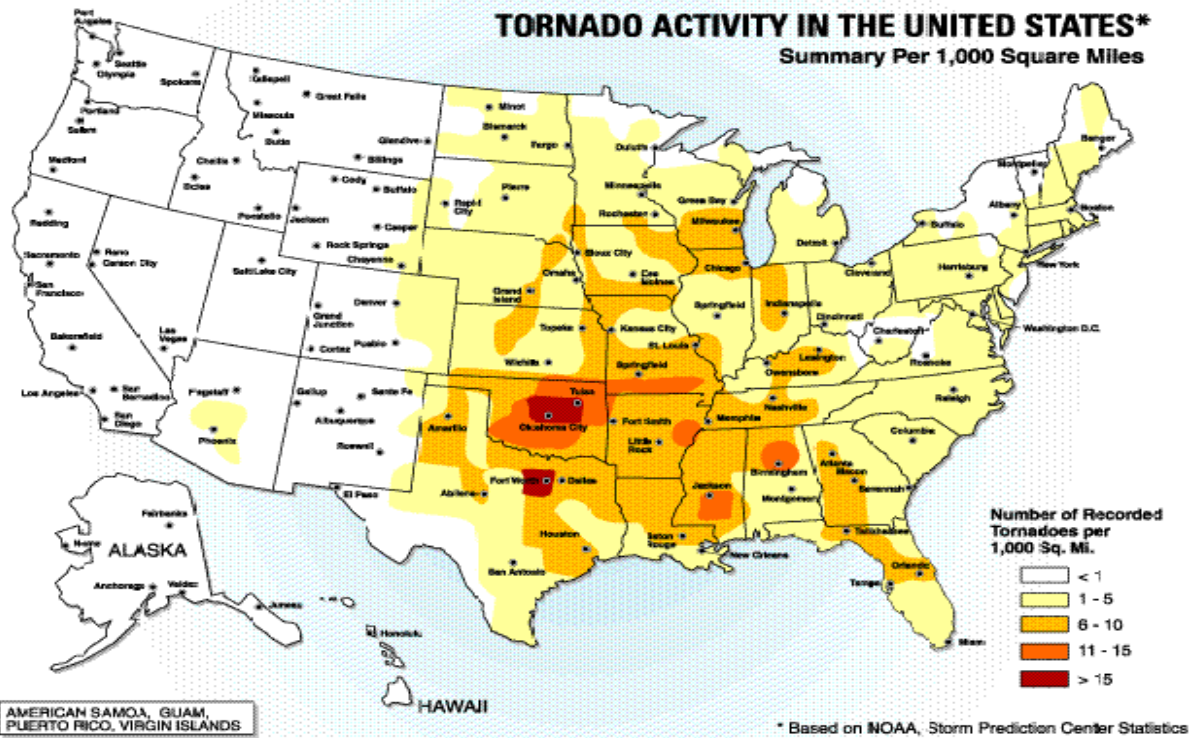 TORNADO ACTIVITY IN THE UNITED STATES*
Summary Per 1,000 Square Miles
Port
Angeles
Seattle
Olympia
Spokane
Portland
Salem
Medford
Kalispell
Great Falls
Missoula
Butte
Glendive
Billings
Challis
Boise
Pocatello
Cody
Buffalo
Jackson
Casper
Rock Springs
Cheyenne
Redding
Sacramento
San
Francisco
Reno
Carson City
Bakersfield
Las
Vegas
Los Angeles
San
Bernardino
San
Diego
Salt Lake City
Denver
Grand
Junction
Cortez
Pueblo
Flagstaff
Phoenix
Gallup
Santa Fe
Albuquerque
Roswell
El Paso
Minot
Bismarck
Fargo
Pierre
Rapid
City
Duluth
Minneapolis
Rochester
Green Bay
Milwaukee
Sioux City
Omaha
Des
Moines
Grand
Island
Chicago
Detroit
Springfield
Indianapolis
Topeka
Kansas City
St. Louis
Wichita
Springfield
Cleveland
Cincinnati
Lexington
Owensboro
Charleston
Roanoke
Harrisburg
Buffalo
Albany
Montpelier
Bangor
Boston
New York
Washington D.C.
Tulsa
Oklahoma City
Fort Smith
Little
Rock
Memphis
Nashville
Raleigh
Columbia
Amarillo
Fort Worth
Dallas
Abilene
Houston
San Antonio
Jackson
Baton
Rouge
New Orleans
Birmingham
Montgomery
Atlanta
Macon
Savannah
Tallahassee
Orlando
Tampa
Miami
Fairbanks
Nome
ALASKA
Anchorage
Valdez
Juneau
Honolulu
HAWAII
Number of Recorded
Tornadoes per
1,000 Sq. Mi.
< 1
1 - 5
6 - 10
11 - 15
> 15
AMERICAN SAMOA, GUAM,
PUERTO RICO, VIRGIN ISLANDS
* Based on NOAA, Storm Prediction Center Statistics